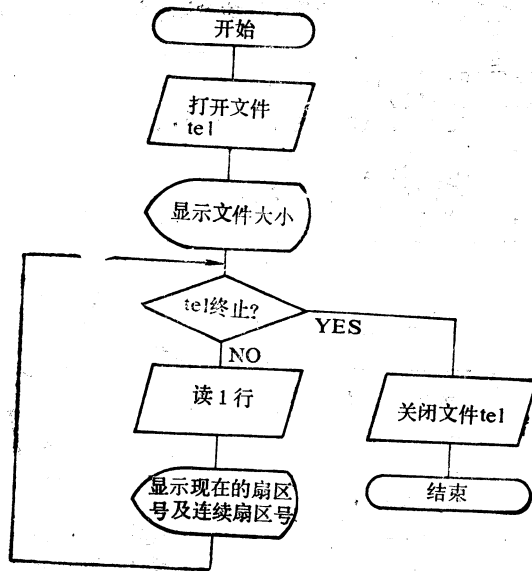 开始
打开文件
tel
显示文件大小
tel终止?
YES
NO
读1行
关闭文件tel
显示现在的扇区
号及连续扇区号
结束